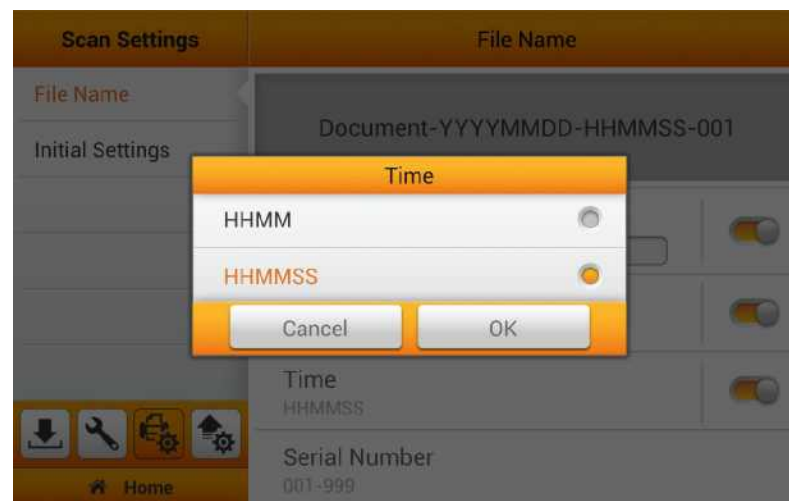 Scan Settings
File Name
File Name
Initial Settings
Document-YYYYMMDD-HHMMSS-001
Time
HHMM
HHMMSS
Cancel
OK
Time
HHMMSS
Serial Number
001-999
Home